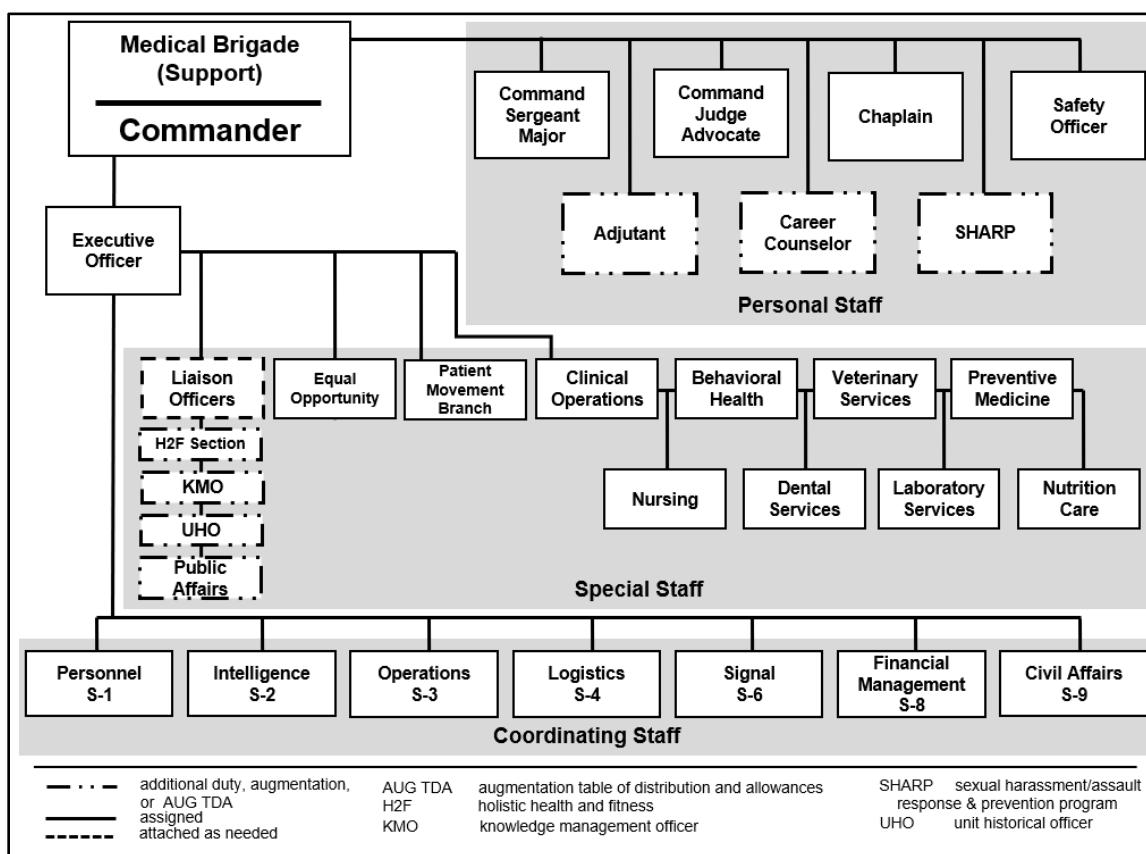 Medical Brigade
(Support)
Commander
Command
Sergeant
Major
Command
Judge
Advocate
Chaplain
Safety
Officer
Adjutant
Career
Counselor
SHARP
Personal Staff
Executive
Officer
Liaison
Officers
H2F Section
KMO
UHO
Public
Affairs
Equal
Opportunity
Patient
Movement
Branch
Clinical
Operations
Behavioral
Health
Veterinary
Services
Preventive
Medicine
Nursing
Dental
Services
Laboratory
Services
Nutrition
Care
Special Staff
Personnel
S-1
Intelligence
S-2
Operations
S-3
Logistics
S-4
Signal
S-6
Financial
Management
S-8
Civil Affairs
S-9
Coordinating Staff
additional duty, augmentation,
or AUG TDA
assigned
attached as needed
AUG TDA augmentation table of distribution and allowances
H2F holistic health and fitness
KMO knowledge management officer
SHARP sexual harassment/assault
response & prevention program
UHO unit historical officer